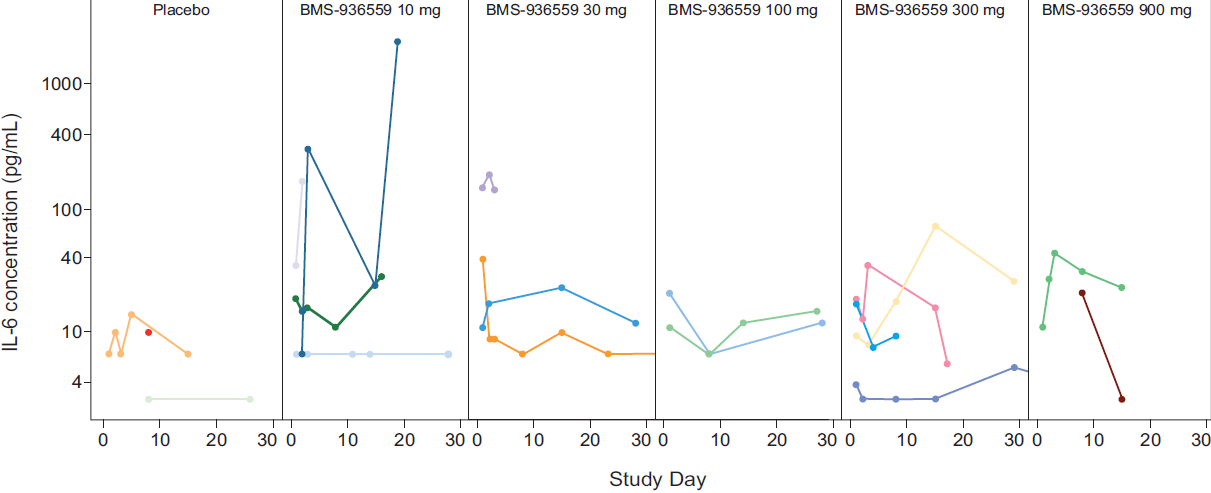 Placebo
BMS-936559 10 mg
BMS-936559 30 mg
BMS-936559 100 mg
BMS-936559 300 mg
BMS-936559 900 mg
IL-6 concentration (pg/mL)
1000
400
100
40
10
4
0 10 20 30 0 10 20 30 0 10 20 30 0 10 20 30 0 10 20 30 0 10 20 30
Study Day